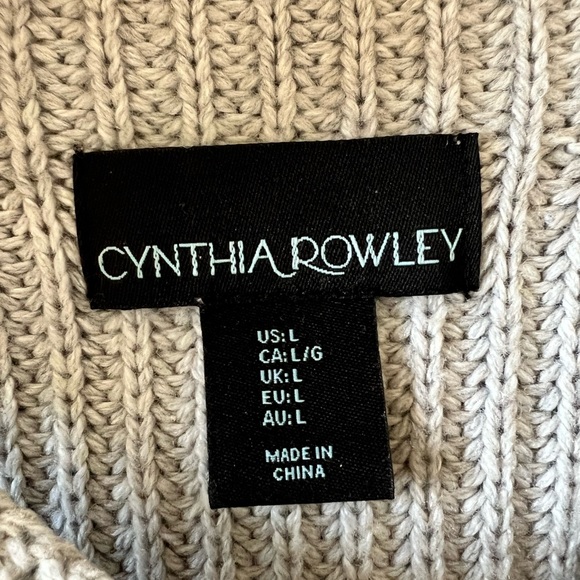 CYNTHIA ROWLEY
US: L
CA: L/G
UK: L
EU: L
AU: L
MADE IN
CHINA